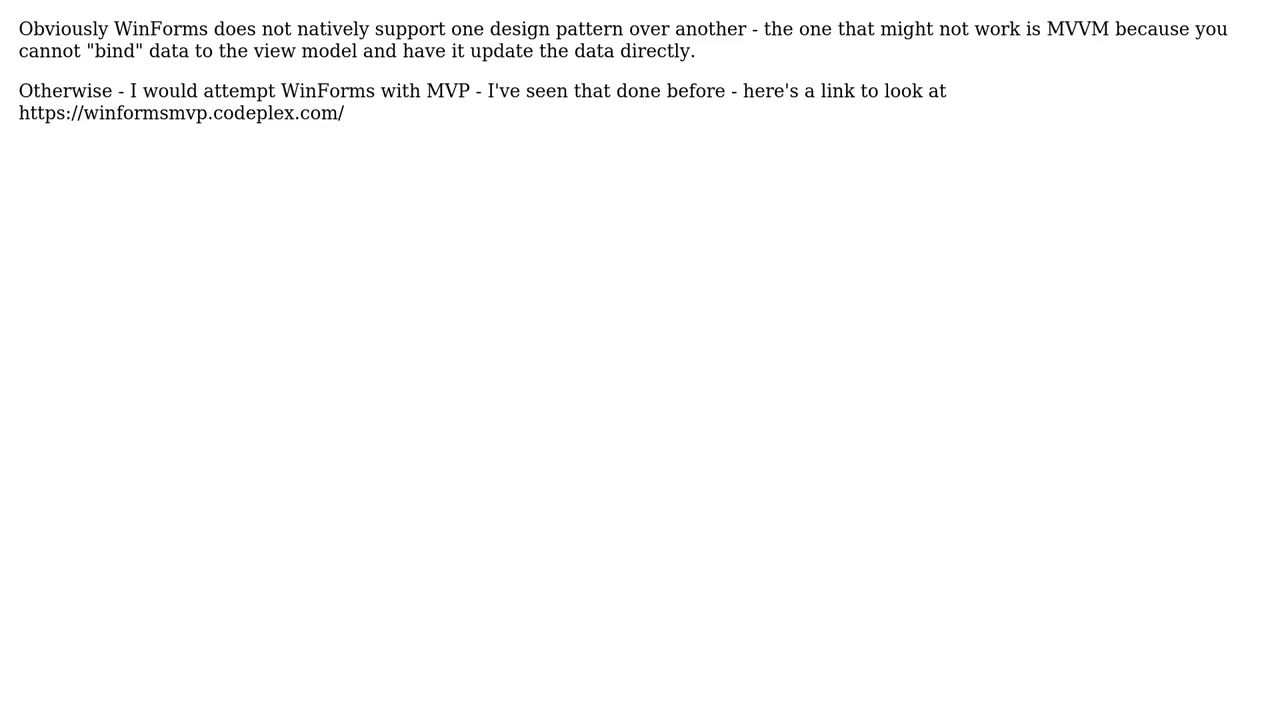 Obviously WinForms does not natively support one design pattern over another - the one that might not work is MVVM because you
cannot "bind" data to the view model and have it update the data directly.
Otherwise - I would attempt WinForms with MVP - I've seen that done before - here's a link to look at
https://winformsmvp.codeplex.com/